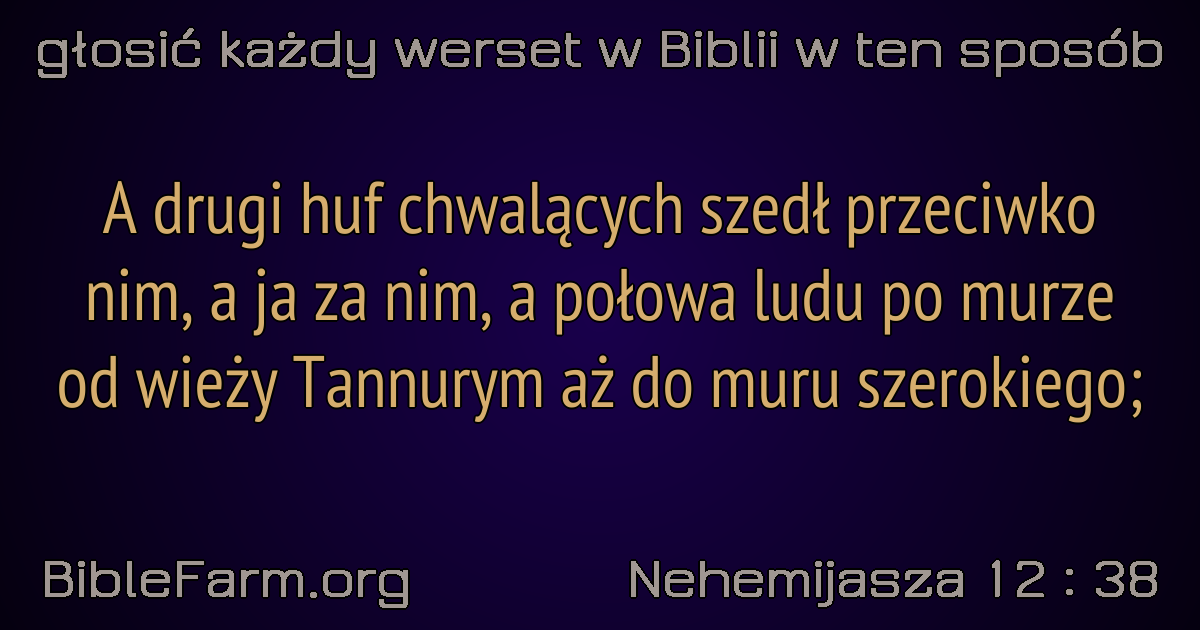 głosić każdy werset w Biblii w ten sposób
A drugi huf chwalących szedł przeciwko
nim, a ja za nim, a połowa ludu po murze
od wieży Tannurym aż do muru szerokiego;
BibleFarm.org
Nehemijasza 12 : 38